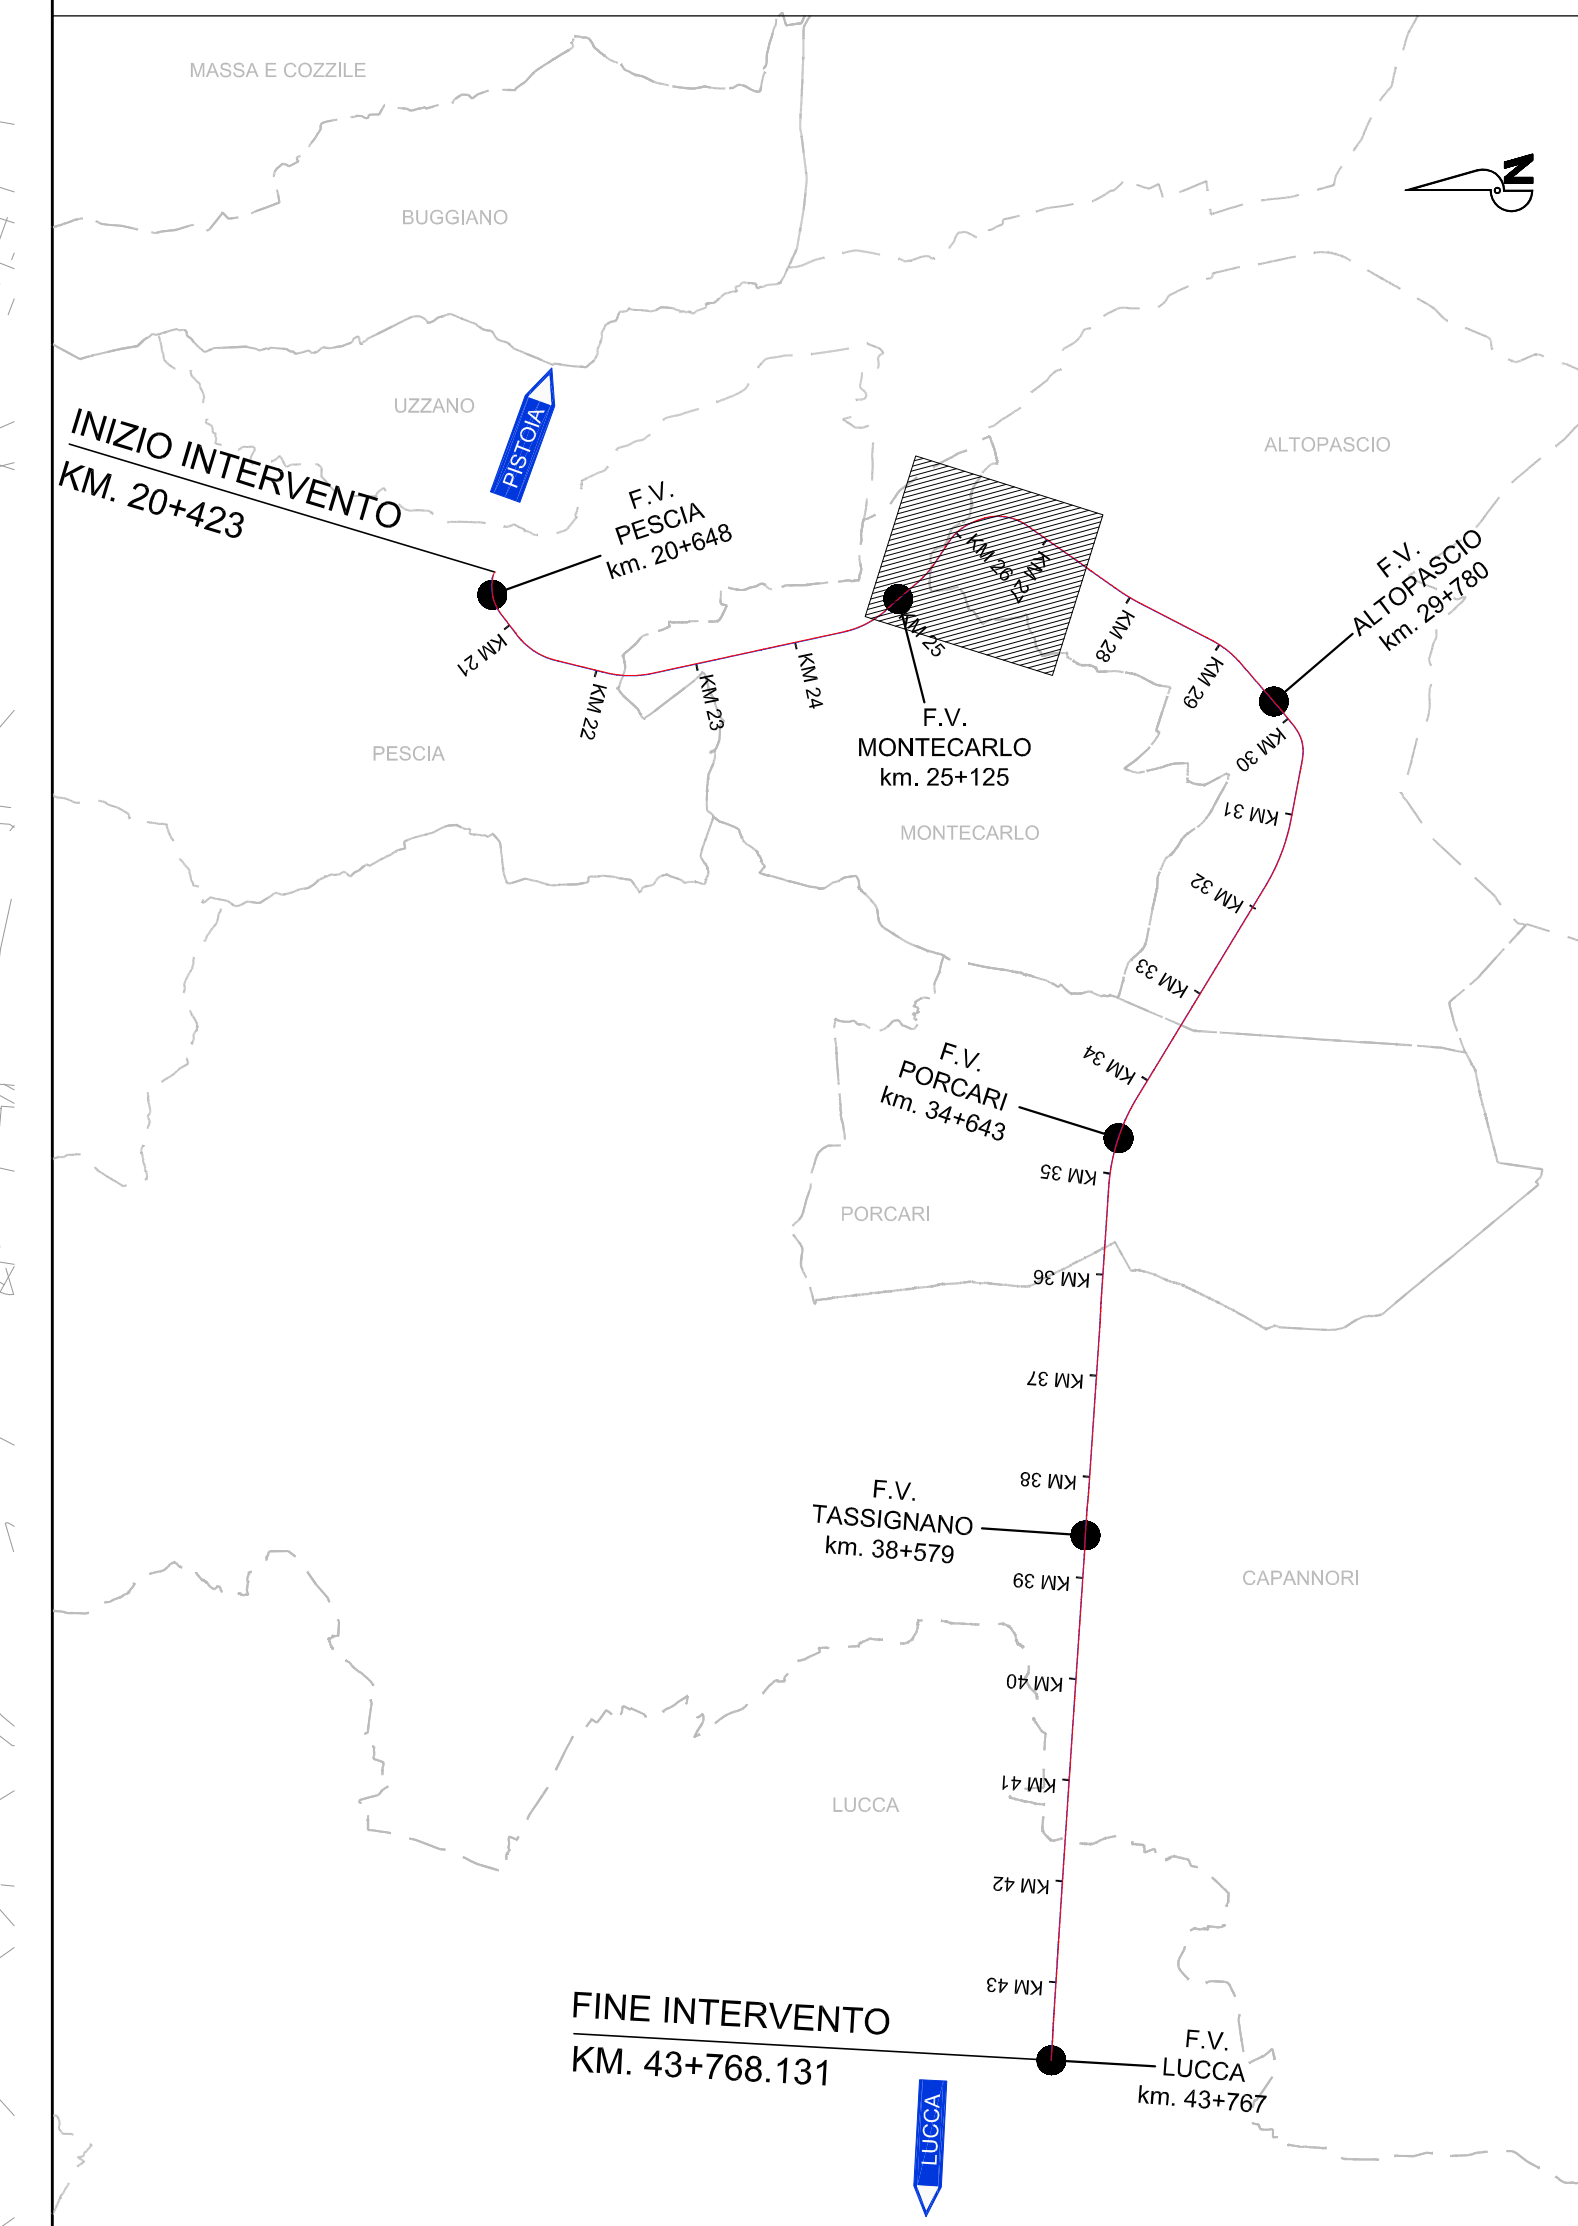 MASSA E COZZILE
BUGGIANO
N
UZZANO
PISTOIA
INIZIO INTERVENTO
KM. 20+423
ALTOPASCIO
F.V.
PESCIA
km. 20+648
F.V.
ALTOPASCIO
km. 29+780
KM 21
KM 22
KM 23
KM 24
KM 25
KM 26
KM 27
KM 28
KM 29
KM 30
PESCIA
F.V.
MONTECARLO
km. 25+125
MONTECARLO
KM 31
KM 32
KM 33
KM 34
F.V.
PORCARI
km. 34+643
KM 35
PORCARI
KM 36
KM 37
KM 38
F.V.
TASSIGNANO
km. 38+579
KM 39
CAPANNORI
KM 40
KM 41
LUCCA
KM 42
KM 43
FINE INTERVENTO
KM. 43+768.131
F.V.
LUCCA
km. 43+767
LUCCA